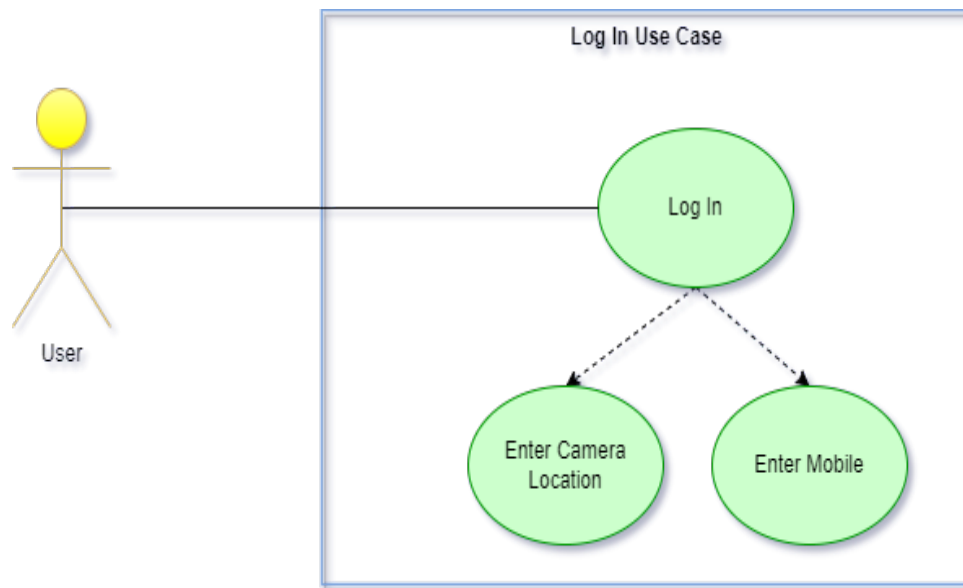 Log In Use Case
Log In
User
Enter Camera
Location
Enter Mobile